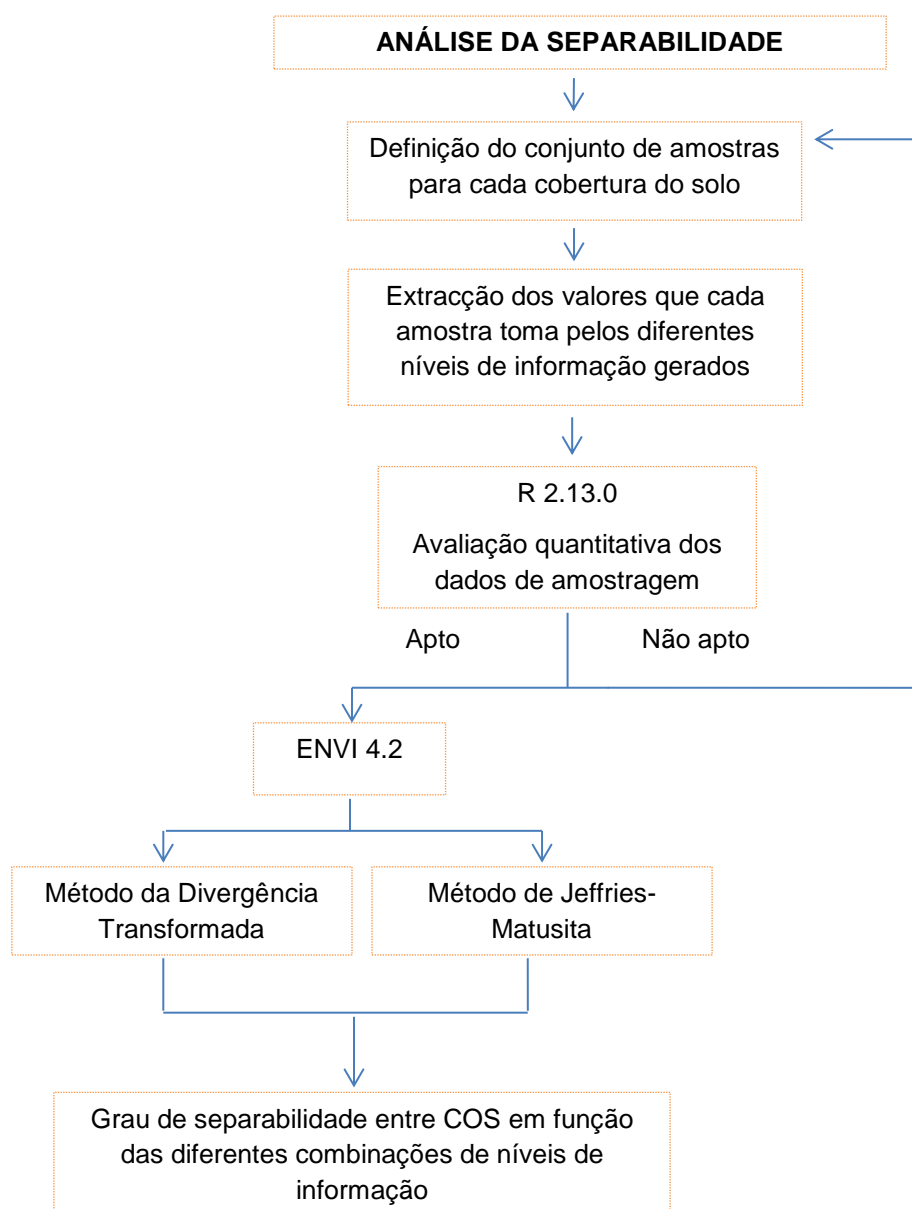 ANÁLISE DA SEPARABILIDADE
Definição do conjunto de amostras
para cada cobertura do solo
Extracção dos valores que cada
amostra toma pelos diferentes
níveis de informação gerados
R 2.13.0
Avaliação quantitativa dos
dados de amostragem
Apto
Não apto
ENVI 4.2
Método da Divergência
Transformada
Método de Jeffries-
Matusita
Grau de separabilidade entre COS em função
das diferentes combinações de níveis de
informação